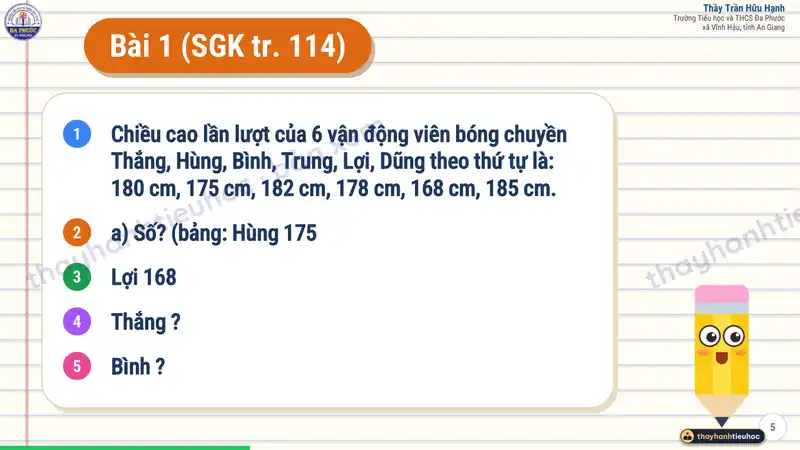 Thầy Trần Hữu Hạnh
Trường Tiểu học và THCS Đa Phước
xã Vĩnh Hậu, tỉnh An Giang
ĐA PHƯỚC
Bài 1 (SGK tr. 114)
1 Chiều cao lần lượt của 6 vận động viên bóng chuyền
Thắng, Hùng, Bình, Trung, Lợi, Dũng theo thứ tự là:
180 cm, 175 cm, 182 cm, 178 cm, 168 cm, 185 cm.
2 a) Số? (bảng: Hùng 175
3 Lợi 168
4 Thắng ?
5 Bình ?
thayhanhtieuhoc
5